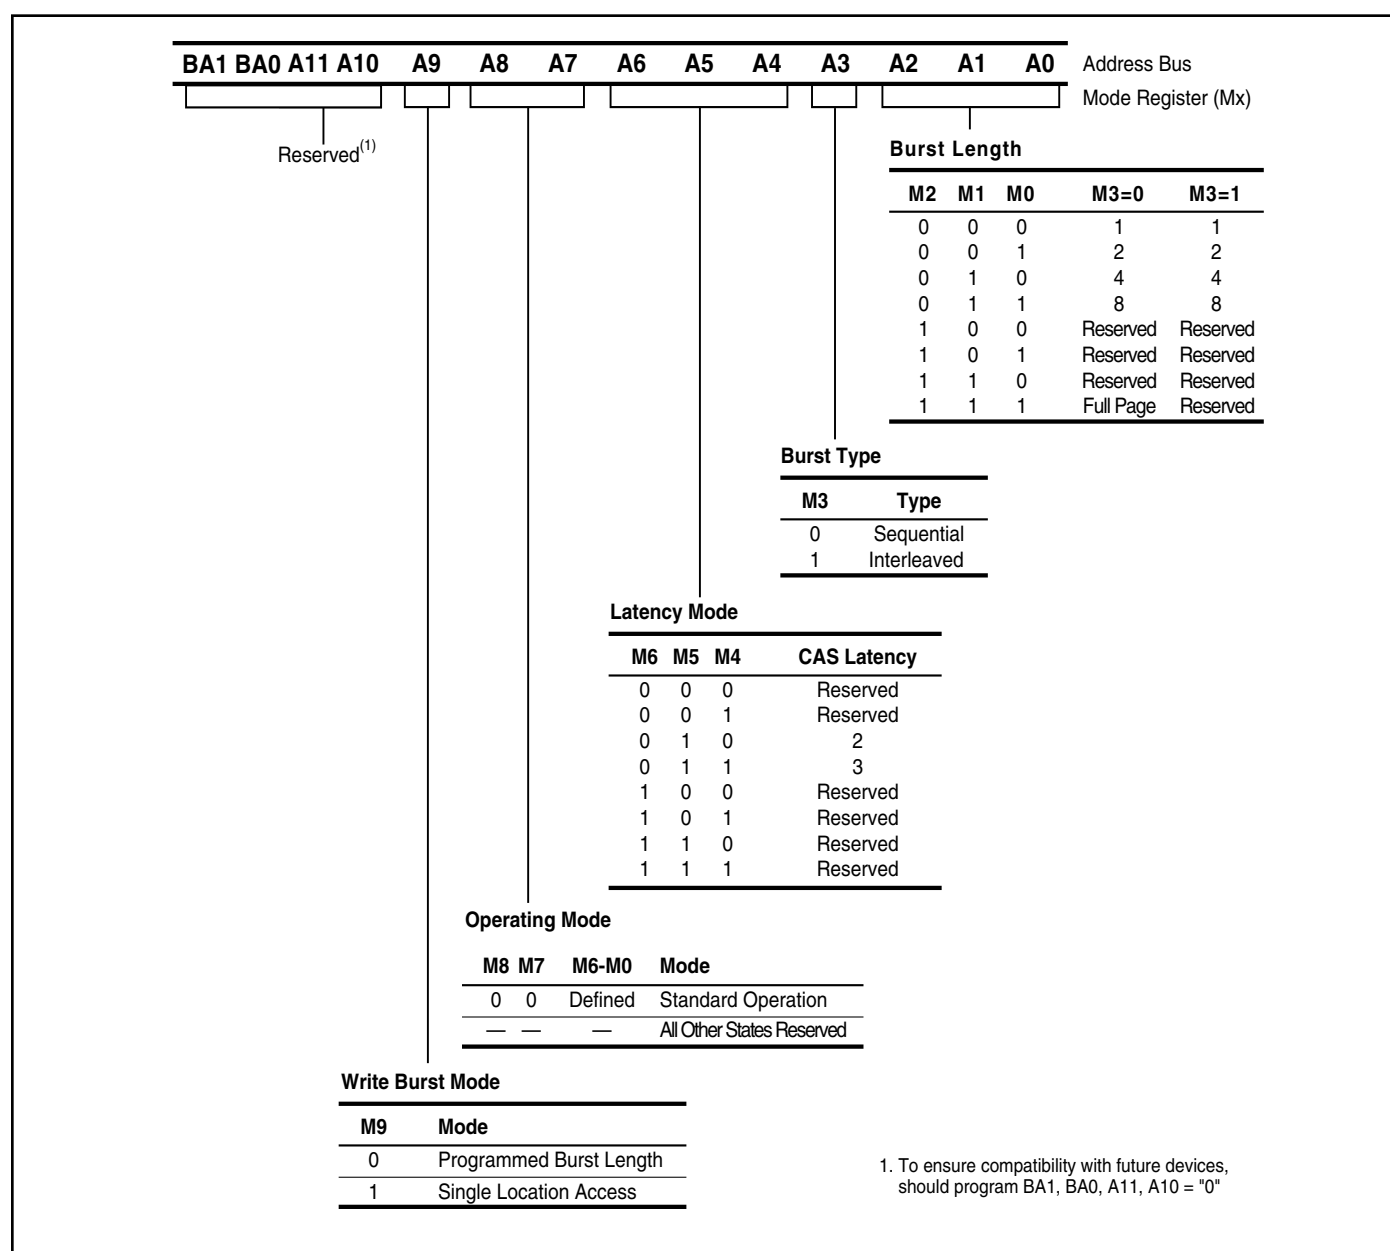 BA1 BA0 A11 A10 A9 A8 A7 A6 A5 A4 A3 A2 A1 A0 Address Bus
Mode Register (Mx)
Reserved(1)
Burst Length
M2 M1 M0 M3=0 M3=1
0 0 0 1 1
0 0 1 2 2
0 1 0 4 4
0 1 1 8 8
1 0 0 Reserved Reserved
1 0 1 Reserved Reserved
1 1 0 Reserved Reserved
1 1 1 Full Page Reserved
Burst Type
M3 Type
0 Sequential
1 Interleaved
Latency Mode
M6 M5 M4 CAS Latency
0 0 0 Reserved
0 0 1 Reserved
0 1 0 2
0 1 1 3
1 0 0 Reserved
1 0 1 Reserved
1 1 0 Reserved
1 1 1 Reserved
Operating Mode
M8 M7 M6-M0 Mode
0 0 Defined Standard Operation
— — — All Other States Reserved
Write Burst Mode
M9 Mode
0 Programmed Burst Length
1 Single Location Access
1. To ensure compatibility with future devices,
should program BA1, BA0, A11, A10 = "0"